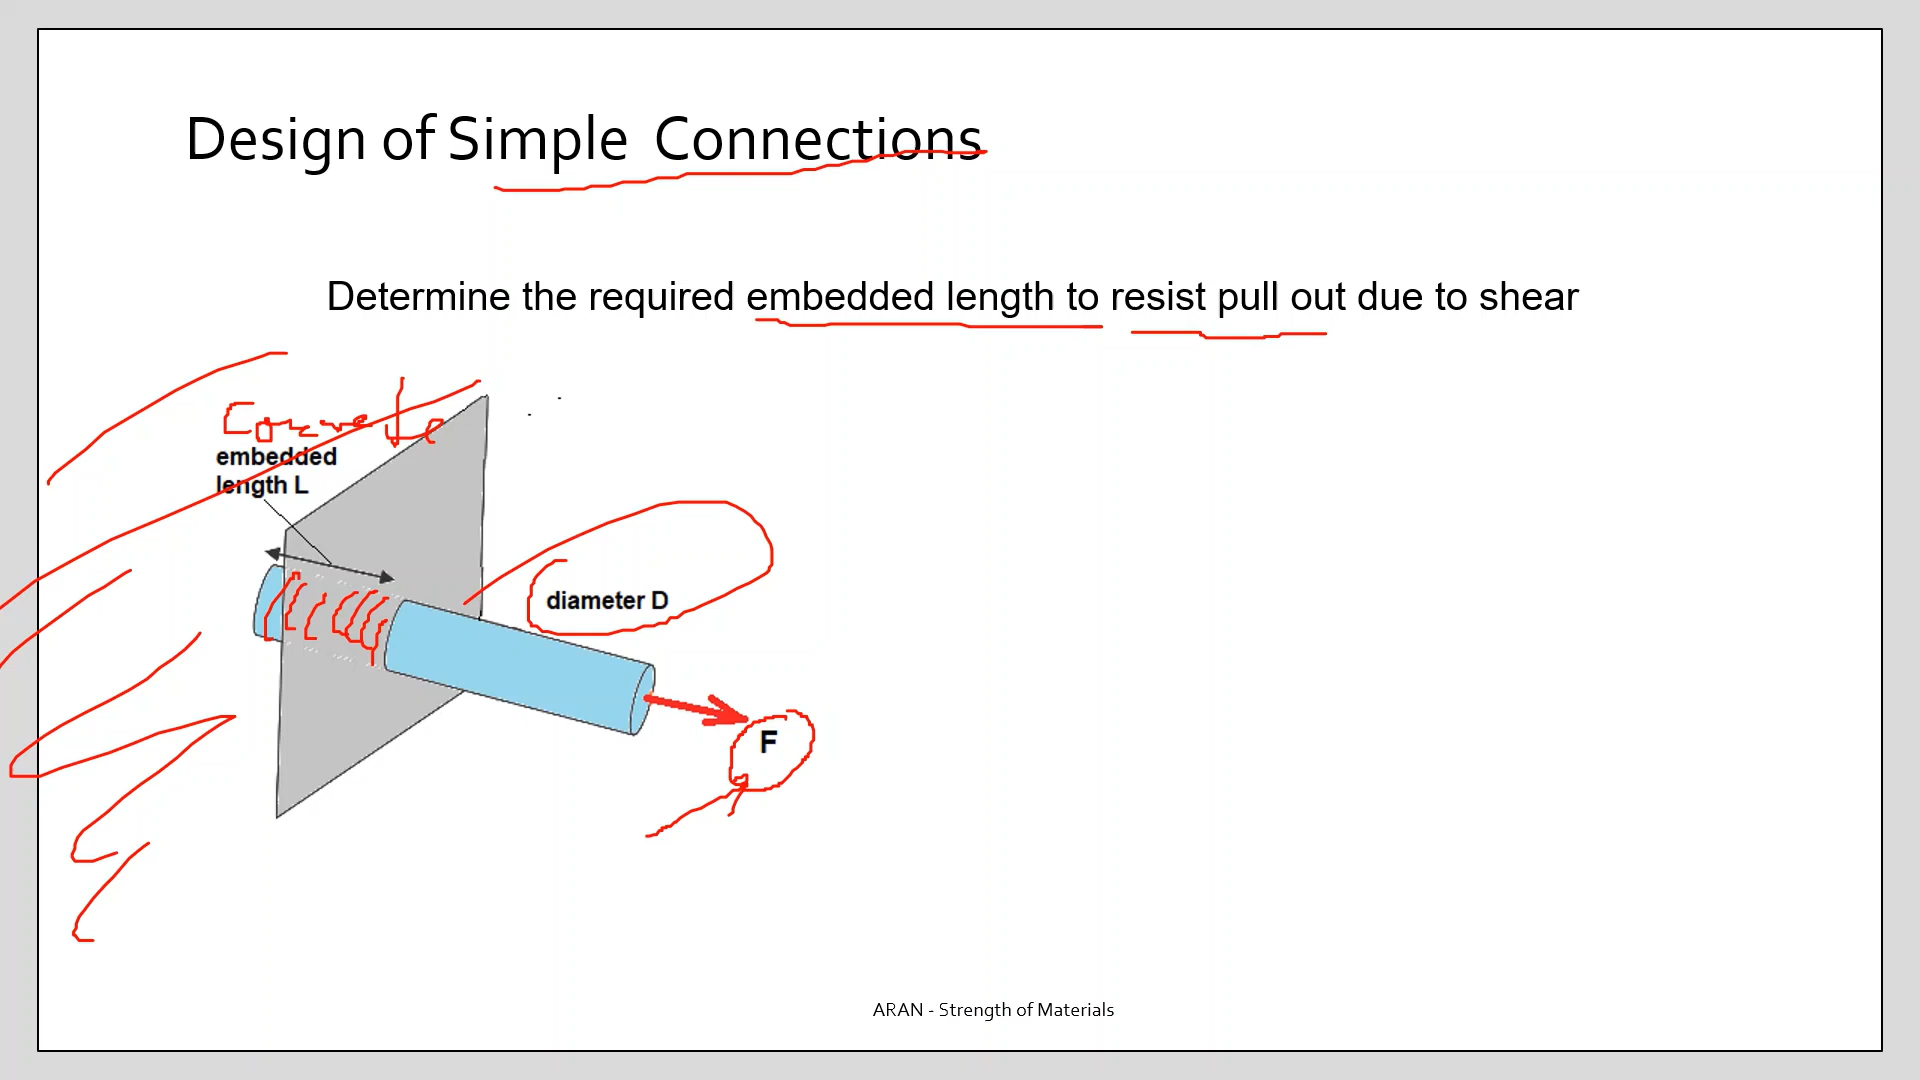 Design of Simple Connections
Determine the required embedded length to resist pull out due to shear
Concrete
embedded
length L
diameter D
F
ARAN - Strength of Materials